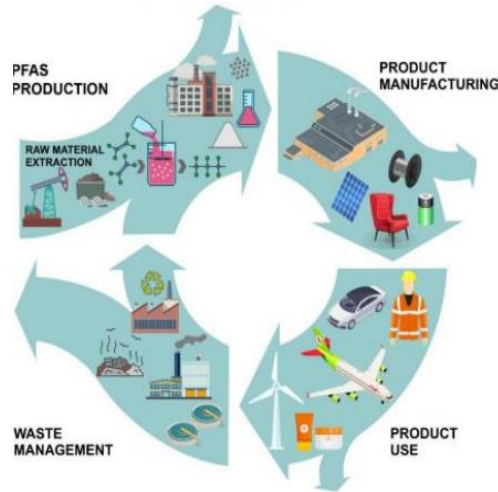 PFAS
PRODUCTION
PRODUCT
MANUFACTURING
RAW MATERIAL
EXTRACTION
WASTE
MANAGEMENT
PRODUCT
USE